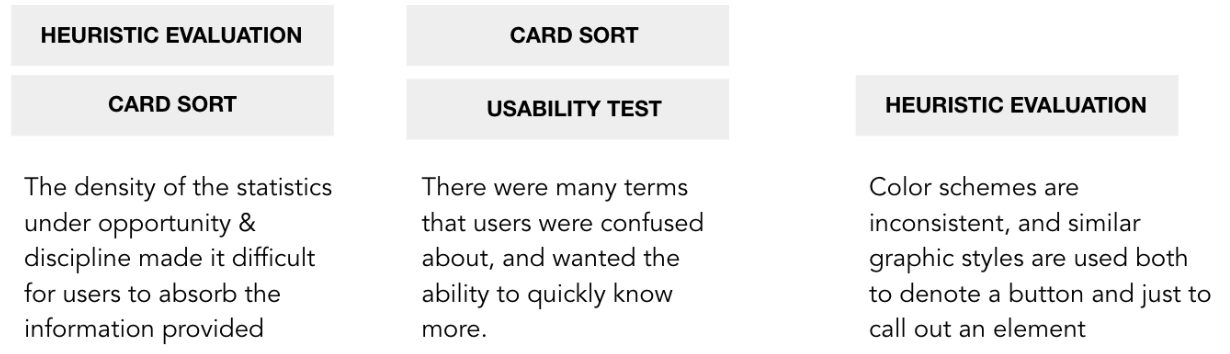 HEURISTIC EVALUATION
CARD SORT
The density of the statistics
under opportunity &
discipline made it difficult
for users to absorb the
information provided
CARD SORT
USABILITY TEST
There were many terms
that users were confused
about, and wanted the
ability to quickly know
more.
HEURISTIC EVALUATION
Color schemes are
inconsistent, and similar
graphic styles are used both
to denote a button and just to
call out an element